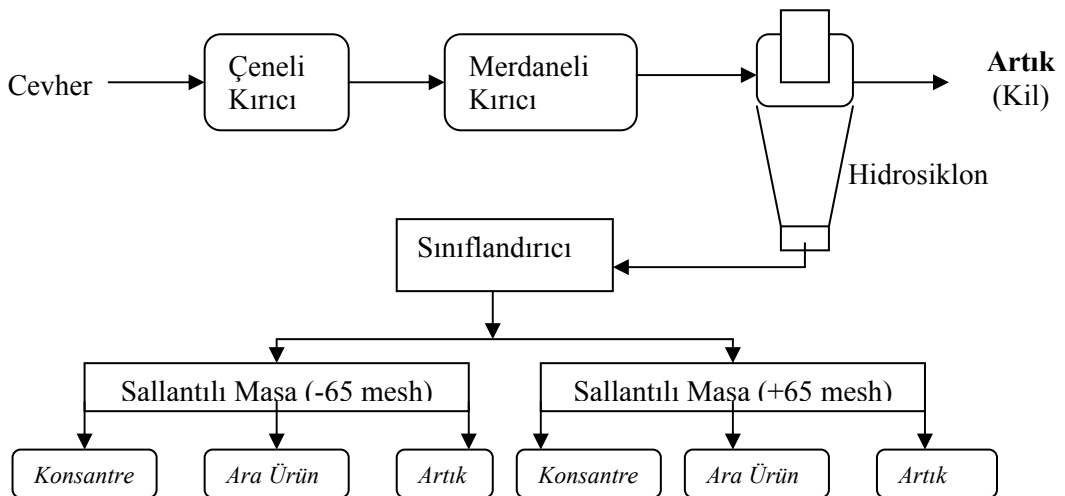 Cevher
Çeneli
Kırıcı
Merdaneli
Kırıcı
Artık
(Kil)
Hidrosiklon
Sınıflandırıcı
Sallantılı Masa (-65 mesh)
Sallantılı Masa (+65 mesh)
Konsantre
Ara Ürün
Artık
Konsantre
Ara Ürün
Artık